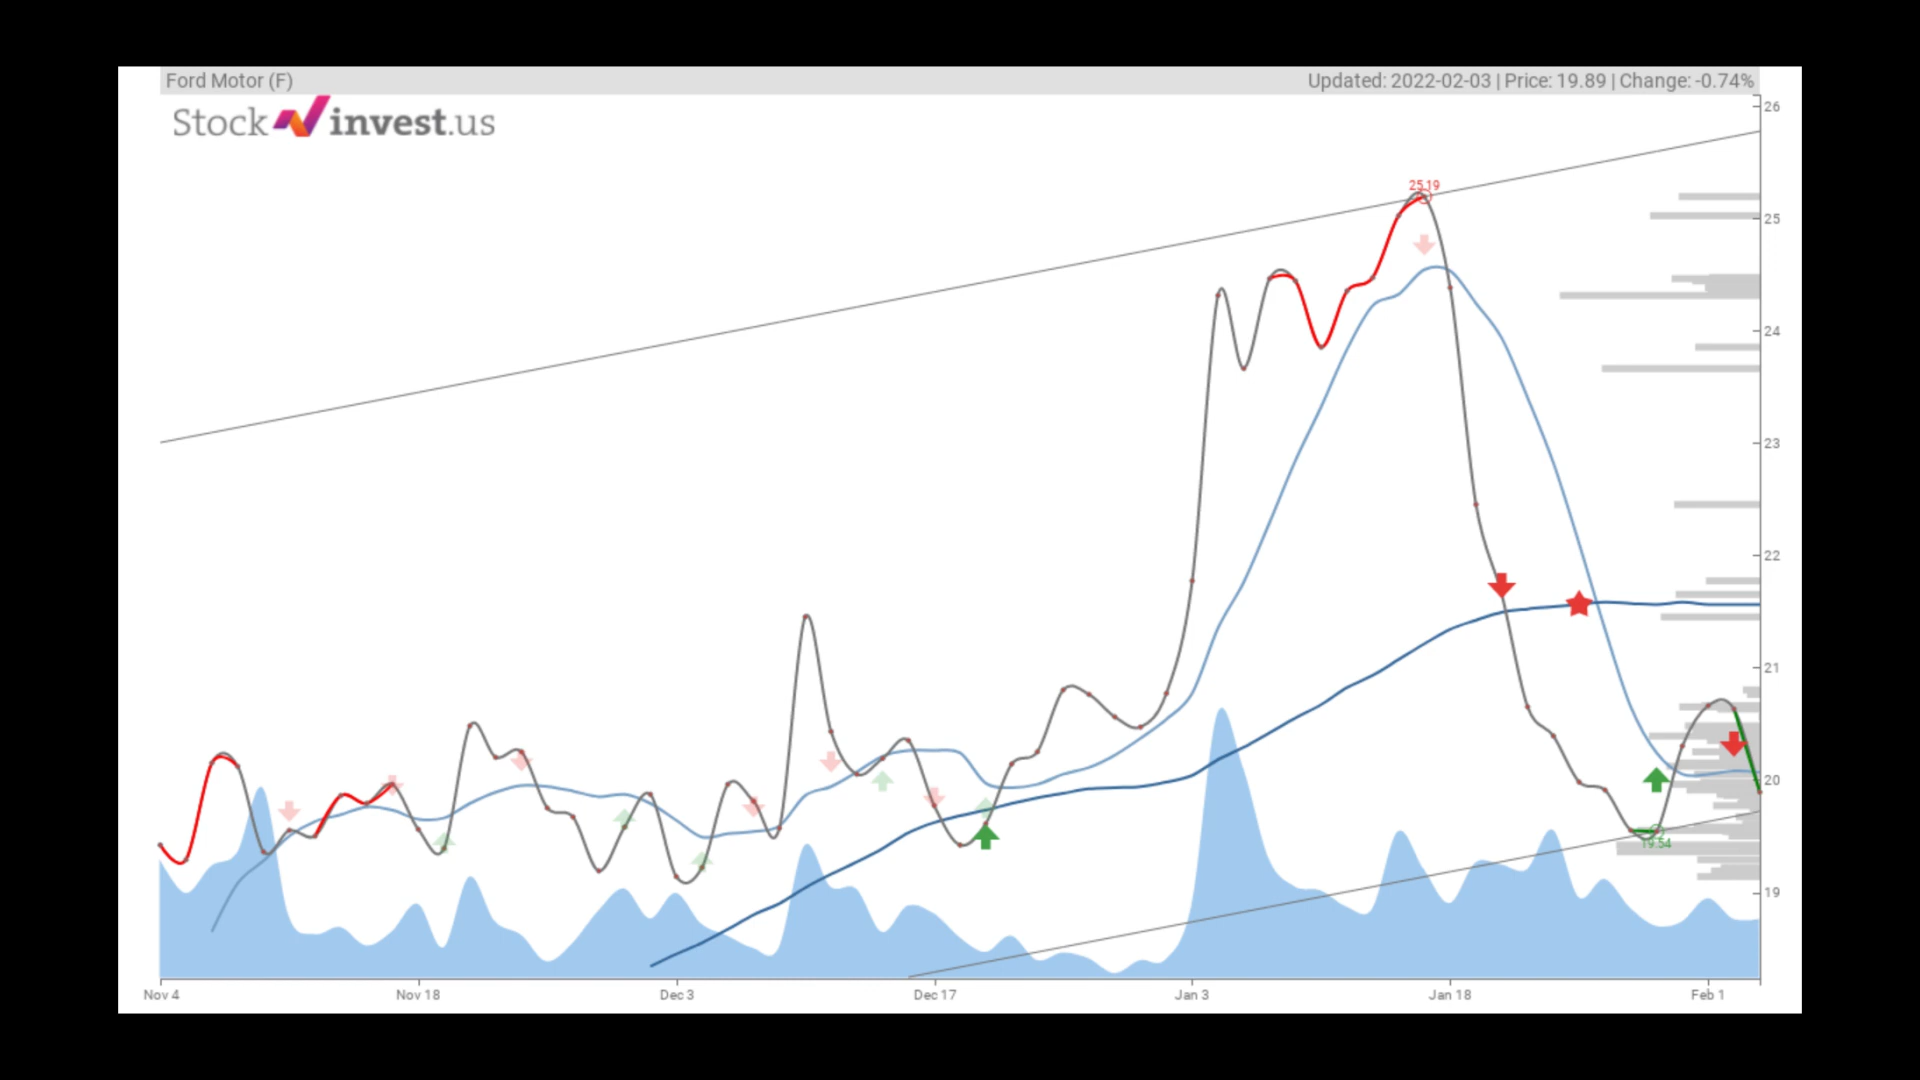 Ford Motor (F)
Updated: 2022-02-03 | Price: 19.89 | Change: -0.74%
Stock invest.us
26
25.19
25
24
23
22
21
20
19.54
19
Nov 4
Nov 18
Dec 3
Dec 17
Jan 3
Jan 18
Feb 1